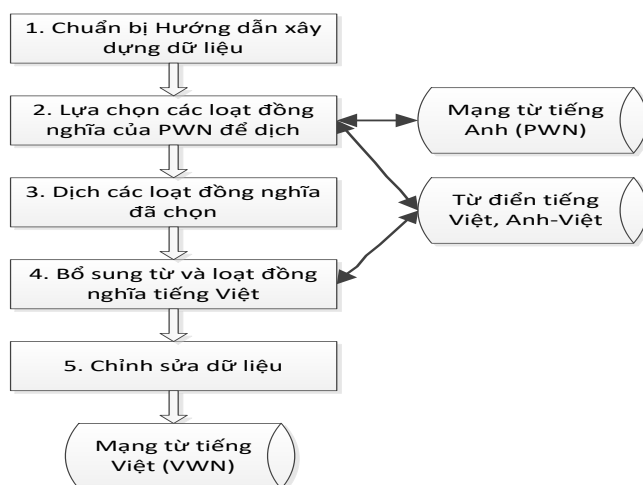 1. Chuẩn bị Hướng dẫn xây
dựng dữ liệu
2. Lựa chọn các loạt đồng
nghĩa của PWN để dịch
Mạng từ tiếng
Anh (PWN)
3. Dịch các loạt đồng nghĩa
đã chọn
Từ điển tiếng
Việt, Anh-Việt
4. Bổ sung từ và loạt đồng
nghĩa tiếng Việt
5. Chỉnh sửa dữ liệu
Mạng từ tiếng
Việt (VWN)